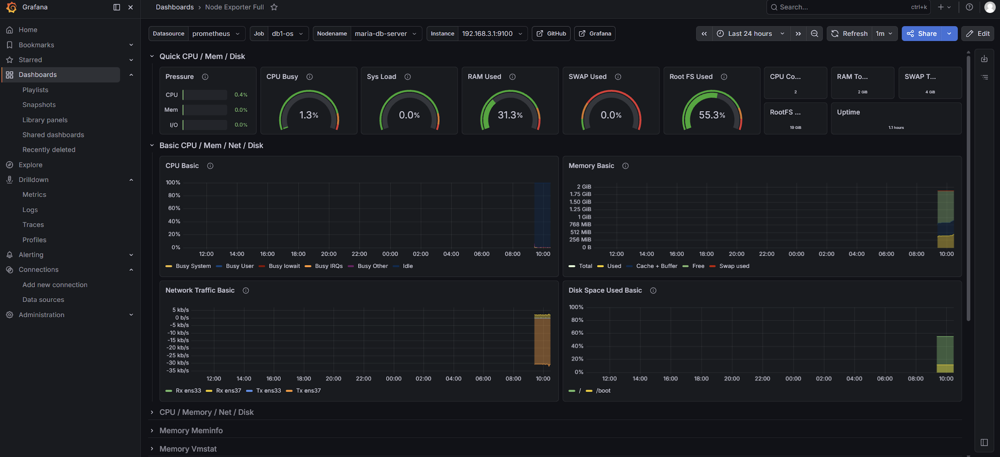 Grafana
Dashboards › Node Exporter Full
Search... ctrl+k
Home
Bookmarks
Starred
Dashboards
Playlists
Snapshots
Library panels
Shared dashboards
Recently deleted
Explore
Drilldown
Metrics
Logs
Traces
Profiles
Alerting
Connections
Add new connection
Data sources
Administration
Datasource prometheus Job db1-os Nodename maria-db-server Instance 192.168.3.1:9100 GitHub Grafana Last 24 hours Refresh 1m Share Edit
Quick CPU / Mem / Disk
Pressure
CPU 0.4%
Mem 0.0%
I/O 0.0%
CPU Busy
1.3%
Sys Load
0.0%
RAM Used
31.3%
SWAP Used
0.0%
Root FS Used
55.3%
CPU Co...
2
RAM To...
2 GiB
SWAP T...
4 GiB
RootFS ...
19 GiB
Uptime
1.1 hours
Basic CPU / Mem / Net / Disk
CPU Basic
100%
80%
60%
40%
20%
0%
12:00 14:00 16:00 18:00 20:00 22:00 00:00 02:00 04:00 06:00 08:00 10:00
Busy System Busy User Busy Iowait Busy IRQs Busy Other Idle
Memory Basic
2 GiB
1.75 GiB
1.50 GiB
1.25 GiB
1 GiB
768 MiB
512 MiB
256 MiB
0 B
12:00 14:00 16:00 18:00 20:00 22:00 00:00 02:00 04:00 06:00 08:00 10:00
Total Used Cache + Buffer Free Swap used
Network Traffic Basic
5 kb/s
0 b/s
-5 kb/s
-10 kb/s
-15 kb/s
-20 kb/s
-25 kb/s
-30 kb/s
-35 kb/s
12:00 14:00 16:00 18:00 20:00 22:00 00:00 02:00 04:00 06:00 08:00 10:00
Rx ens33 Rx ens37 Tx ens33 Tx ens37
Disk Space Used Basic
100%
80%
60%
40%
20%
0%
12:00 14:00 16:00 18:00 20:00 22:00 00:00 02:00 04:00 06:00 08:00 10:00
/ /boot
CPU / Memory / Net / Disk
Memory Meminfo
Memory Vmstat